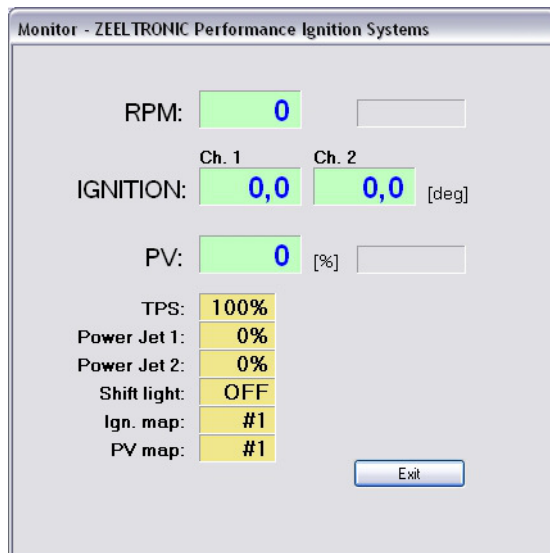 Monitor - ZEELTRONIC Performance Ignition Systems
RPM: 0
Ch. 1 Ch. 2
IGNITION: 0,0 0,0 [deg]
PV: 0 [%]
TPS: 100%
Power Jet 1: 0%
Power Jet 2: 0%
Shift light: OFF
Ign. map: #1
PV map: #1
Exit